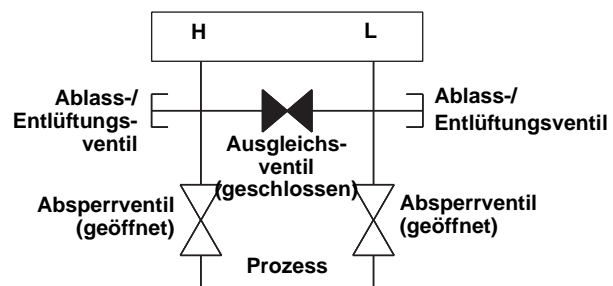 H
L
Ablass-/
Entlüftungs-
ventil
Ablass-/
Entlüftungsventil
Ausgleichs-
ventil
(geschlossen)
Absperrventil
(geöffnet)
Absperrventil
(geöffnet)
Prozess